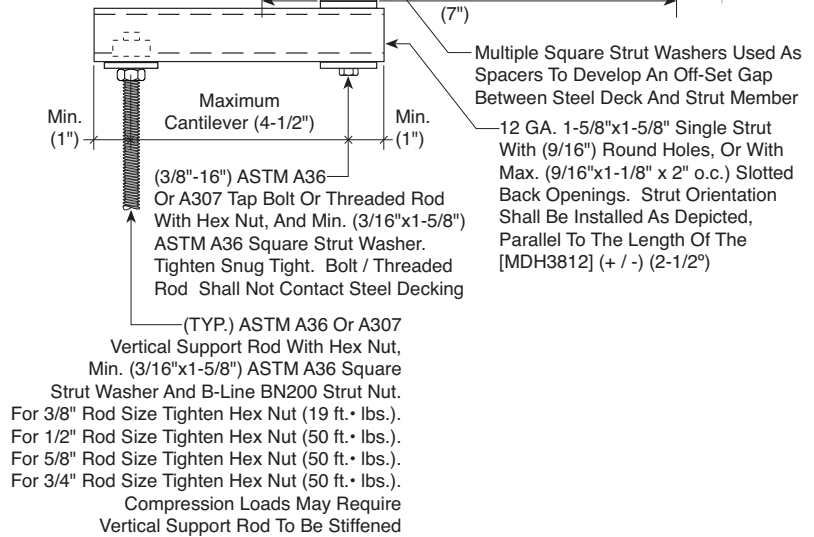 (7")
Multiple Square Strut Washers Used As
Spacers To Develop An Off-Set Gap
Between Steel Deck And Strut Member
Min.
(1")
Maximum
Cantilever (4-1/2")
Min.
(1")
12 GA. 1-5/8"x1-5/8" Single Strut
With (9/16") Round Holes, Or With
Max. (9/16"x1-1/8" x 2" o.c.) Slotted
Back Openings. Strut Orientation
Shall Be Installed As Depicted,
Parallel To The Length Of The
[MDH3812] (+ / -) (2-1/2º)
(3/8"-16") ASTM A36
Or A307 Tap Bolt Or Threaded Rod
With Hex Nut, And Min. (3/16"x1-5/8")
ASTM A36 Square Strut Washer.
Tighten Snug Tight. Bolt / Threaded
Rod Shall Not Contact Steel Decking
(TYP.) ASTM A36 Or A307
Vertical Support Rod With Hex Nut,
Min. (3/16"x1-5/8") ASTM A36 Square
Strut Washer And B-Line BN200 Strut Nut.
For 3/8" Rod Size Tighten Hex Nut (19 ft.• lbs.).
For 1/2" Rod Size Tighten Hex Nut (50 ft.• lbs.).
For 5/8" Rod Size Tighten Hex Nut (50 ft.• lbs.).
For 3/4" Rod Size Tighten Hex Nut (50 ft.• lbs.).
Compression Loads May Require
Vertical Support Rod To Be Stiffened